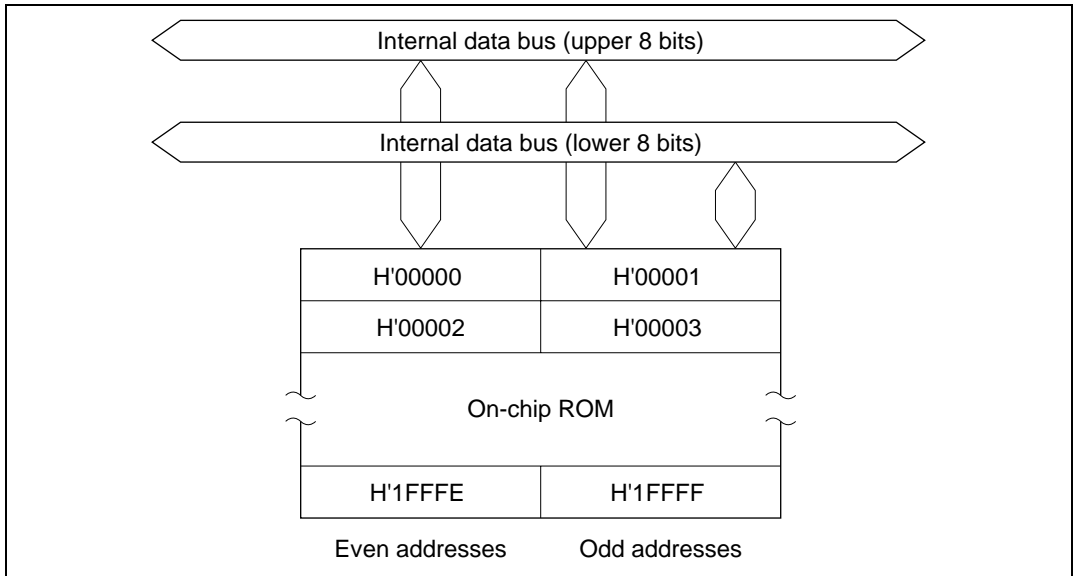 Internal data bus (upper 8 bits)
Internal data bus (lower 8 bits)
H'00000 H'00001
H'00002 H'00003
On-chip ROM
H'1FFFE H'1FFFF
Even addresses Odd addresses